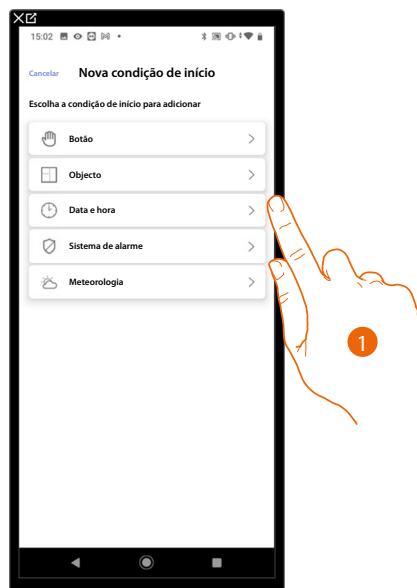 15:02
Cancelar Nova condição de início
Escolha a condição de início para adicionar
Botão
Objecto
Data e hora
Sistema de alarme
Meteorologia
1